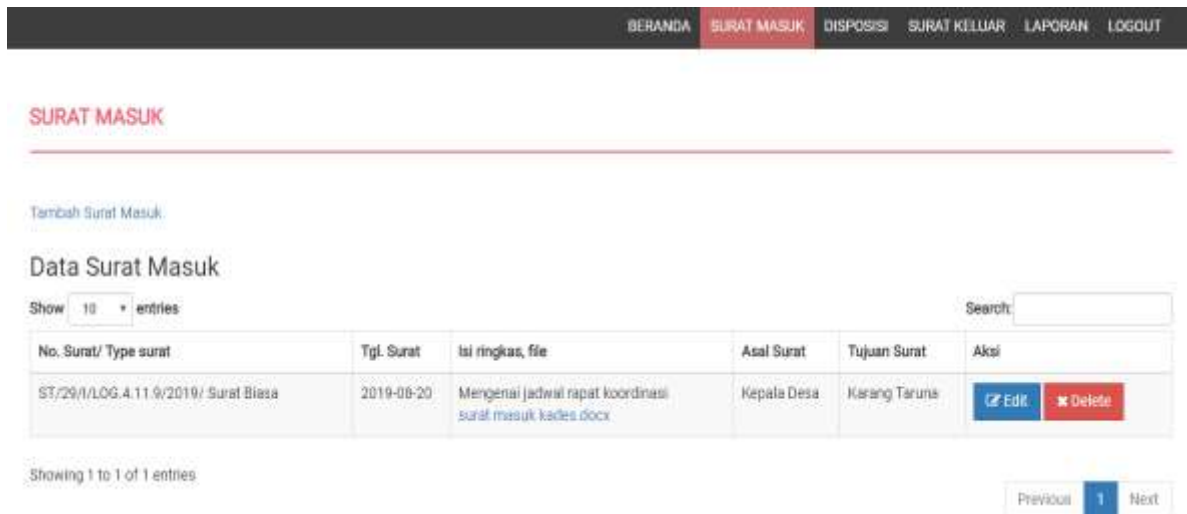 BERANDA SURAT MASUK DISPOSISI SURAT KELUAR LAPORAN LOGOUT
SURAT MASUK
Tambah Surat Masuk
Data Surat Masuk
Show 10 entries Search:
No. Surat/ Type surat Tgl. Surat Isi ringkas, file Asal Surat Tujuan Surat Aksi
ST/29/I/LOG.4.11.9/2019/ Surat Biasa 2019-08-20 Mengenai jadwal rapat koordinasi Kepala Desa Karang Taruna Edit Delete
surat masuk kades.docx
Showing 1 to 1 of 1 entries
Previous 1 Next